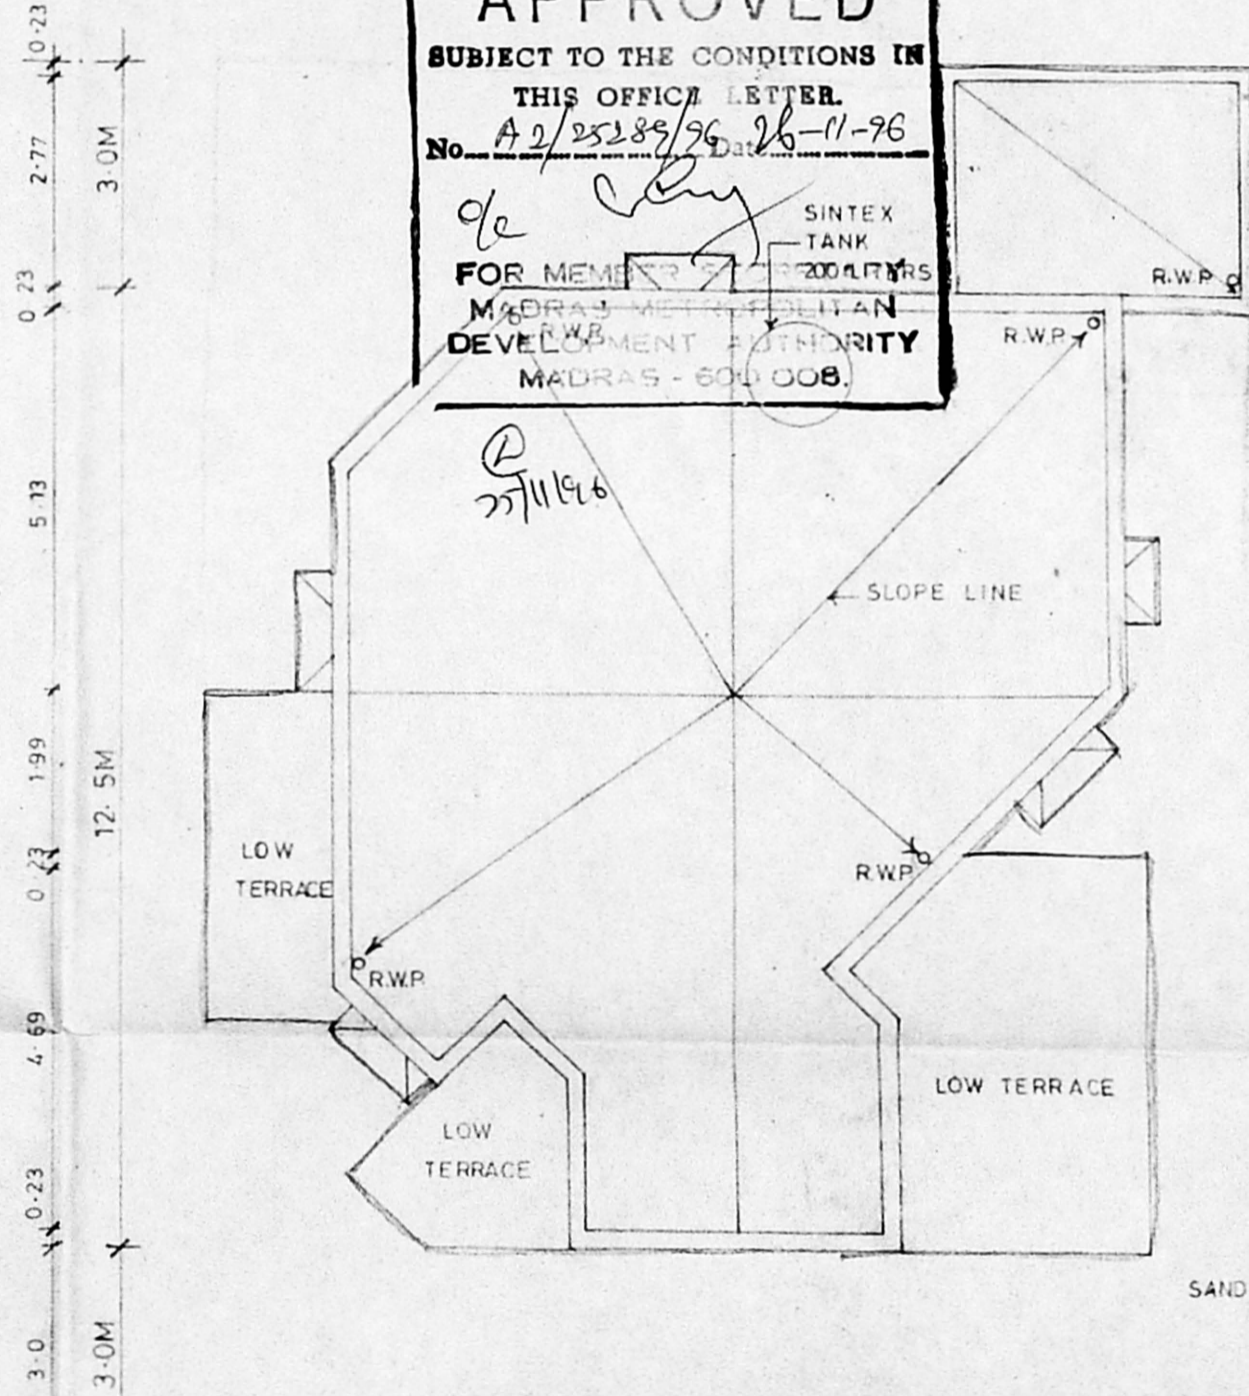 APPROVED
SUBJECT TO THE CONDITIONS IN
THIS OFFICE LETTER.
No. A2/25289/96 Date 26-11-96
FOR MEMBER SECRETARY
MADRAS METROPOLITAN
DEVELOPMENT AUTHORITY
MADRAS - 600 008.
SINTEX
TANK
R.W.P.
R.W.P.
R.W.P.
SLOPE LINE
LOW
TERRACE
R.W.P.
R.W.P.
LOW
TERRACE
LOW TERRACE
SAND
0.23
2.77
0.23
5.13
1.99
0.23
4.69
0.23
3.0
3.0M
12.5M
3.0M